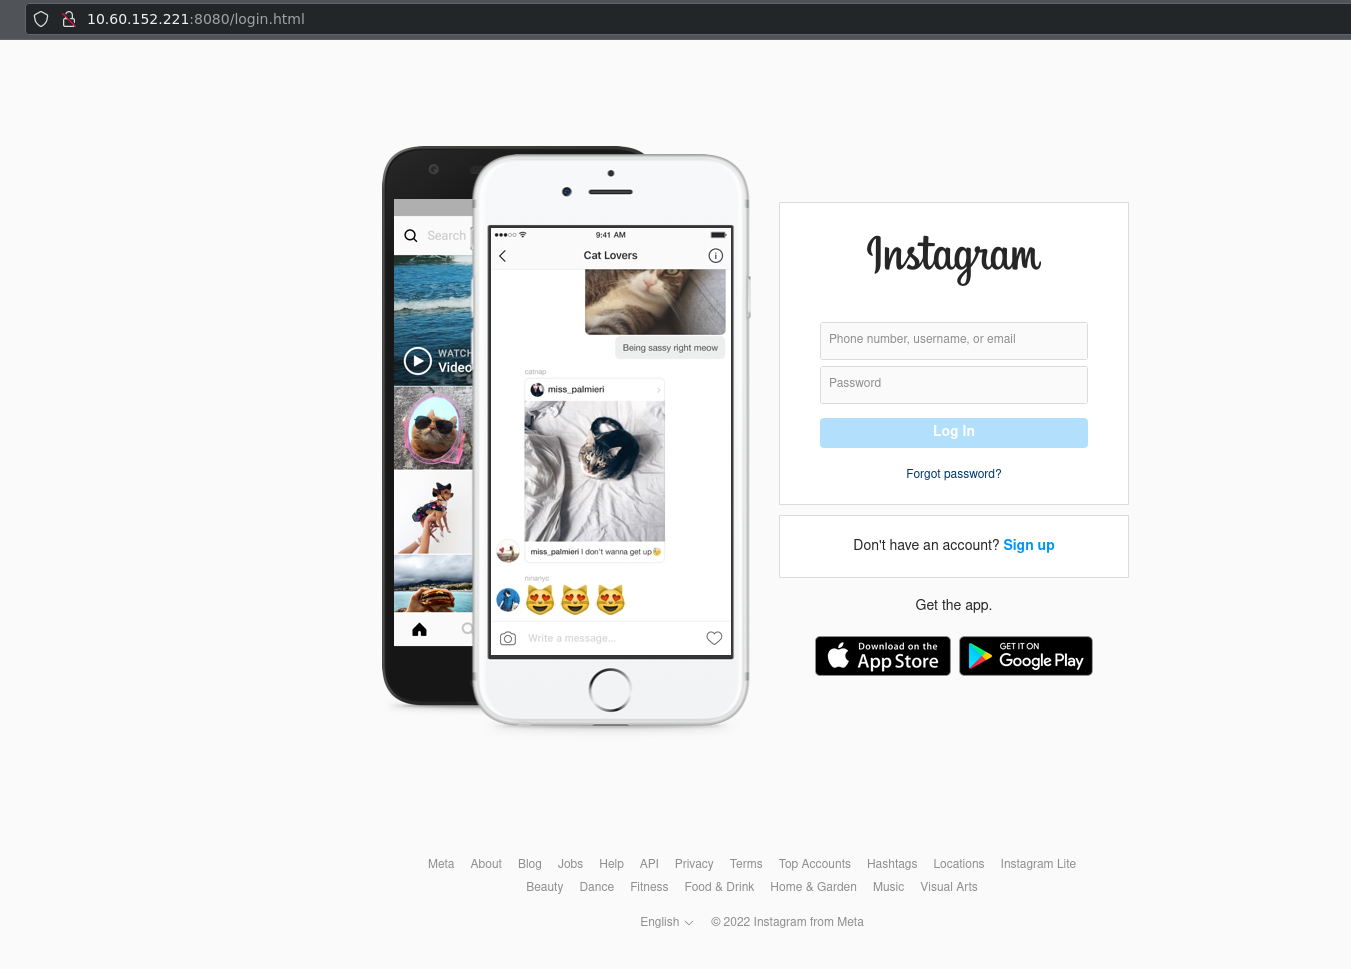 10.60.152.221:8080/login.html
Search
WATCH
Video
9:41 AM
Cat Lovers
Being sassy right meow
catnap
miss_palmieri
miss_palmieri I don't wanna get up
ninanyc
Write a message...
Instagram
Phone number, username, or email
Password
Log In
Forgot password?
Don't have an account? Sign up
Get the app.
Download on the
App Store
GET IT ON
Google Play
Meta About Blog Jobs Help API Privacy Terms Top Accounts Hashtags Locations Instagram Lite
Beauty Dance Fitness Food & Drink Home & Garden Music Visual Arts
English © 2022 Instagram from Meta